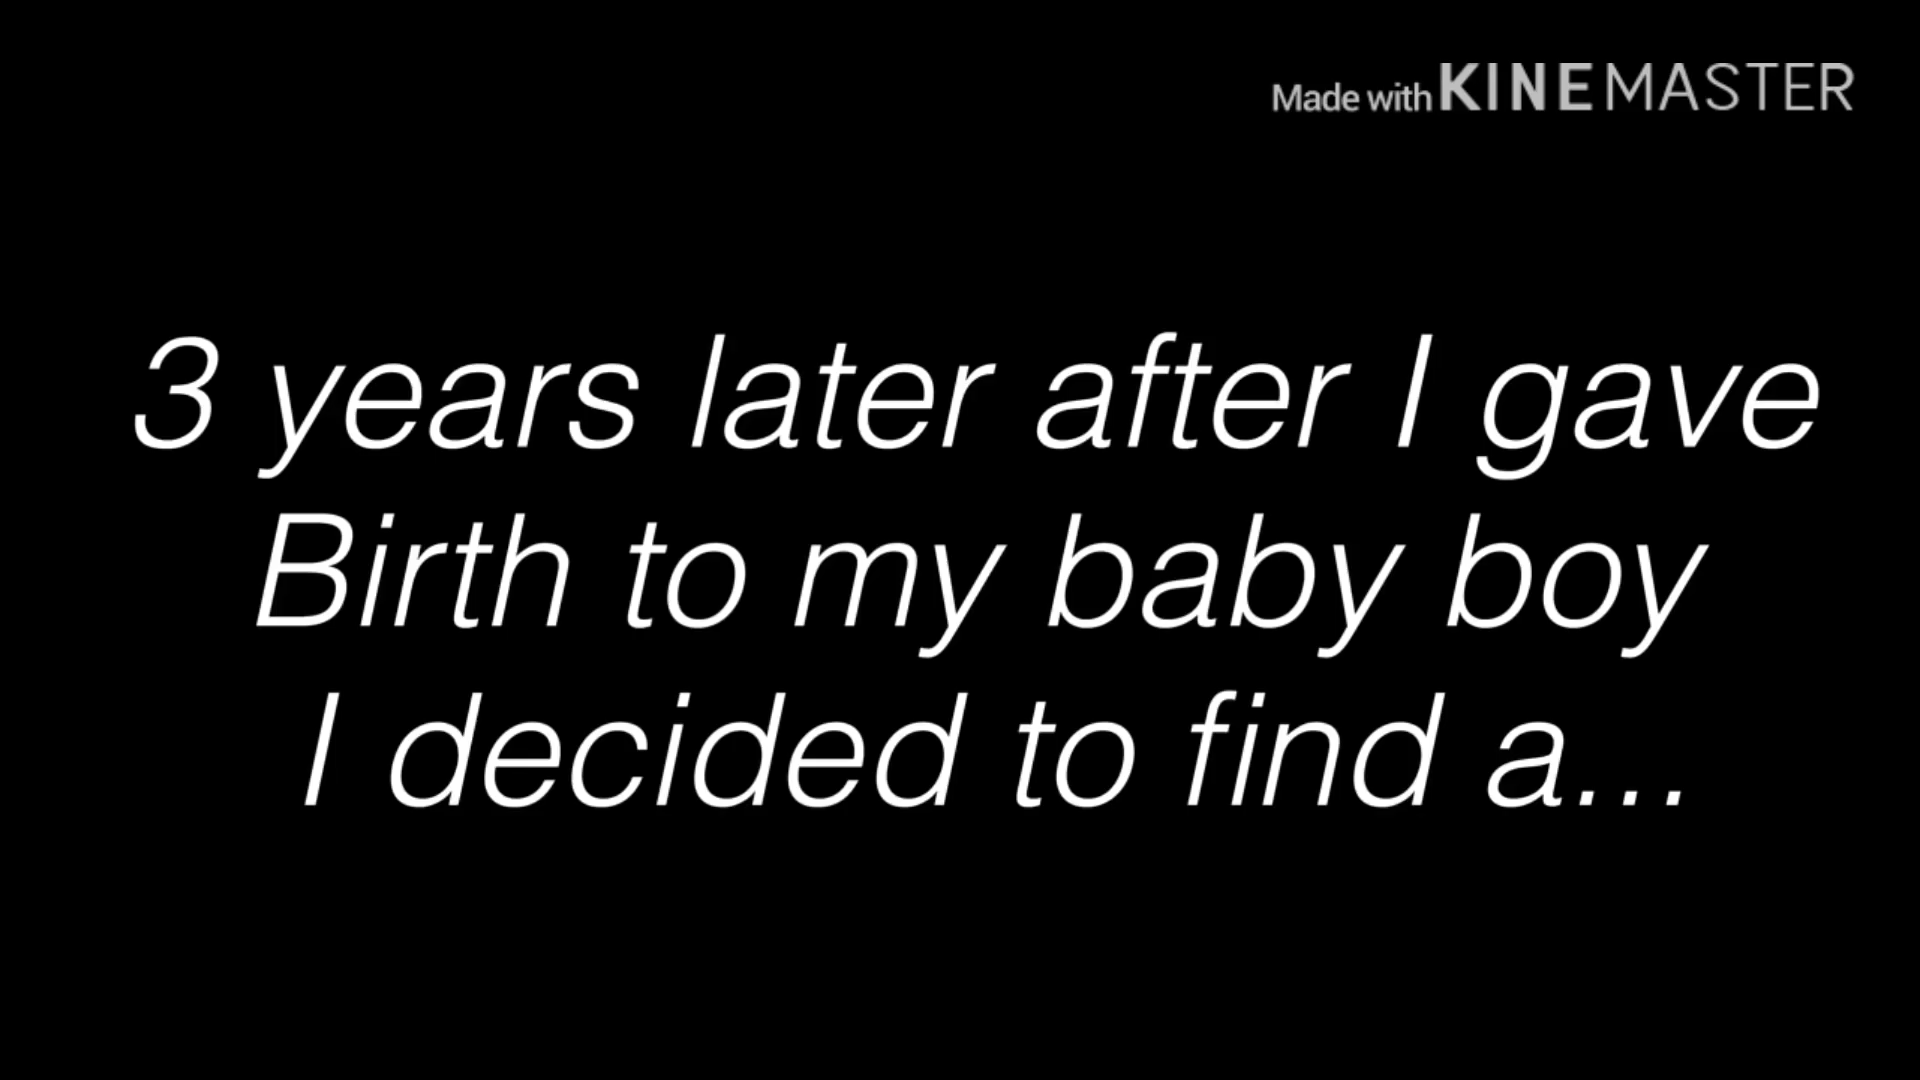 Made with KINEMASTER
3 years later after I gave
Birth to my baby boy
I decided to find a...